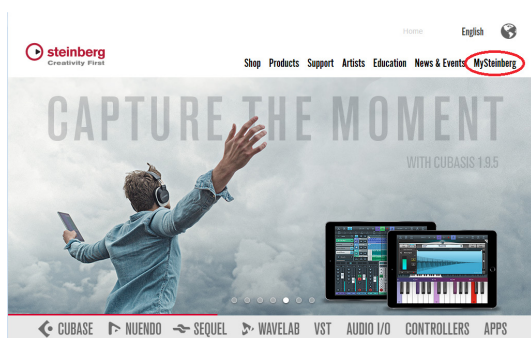 Home English
steinberg
Creativity First
Shop Products Support Artists Education News & Events MySteinberg
CAPTURE THE MOMENT
WITH CUBASIS 1.9.5
CUBASE NUENDO SEQUEL WAVELAB VST AUDIO I/O CONTROLLERS APPS